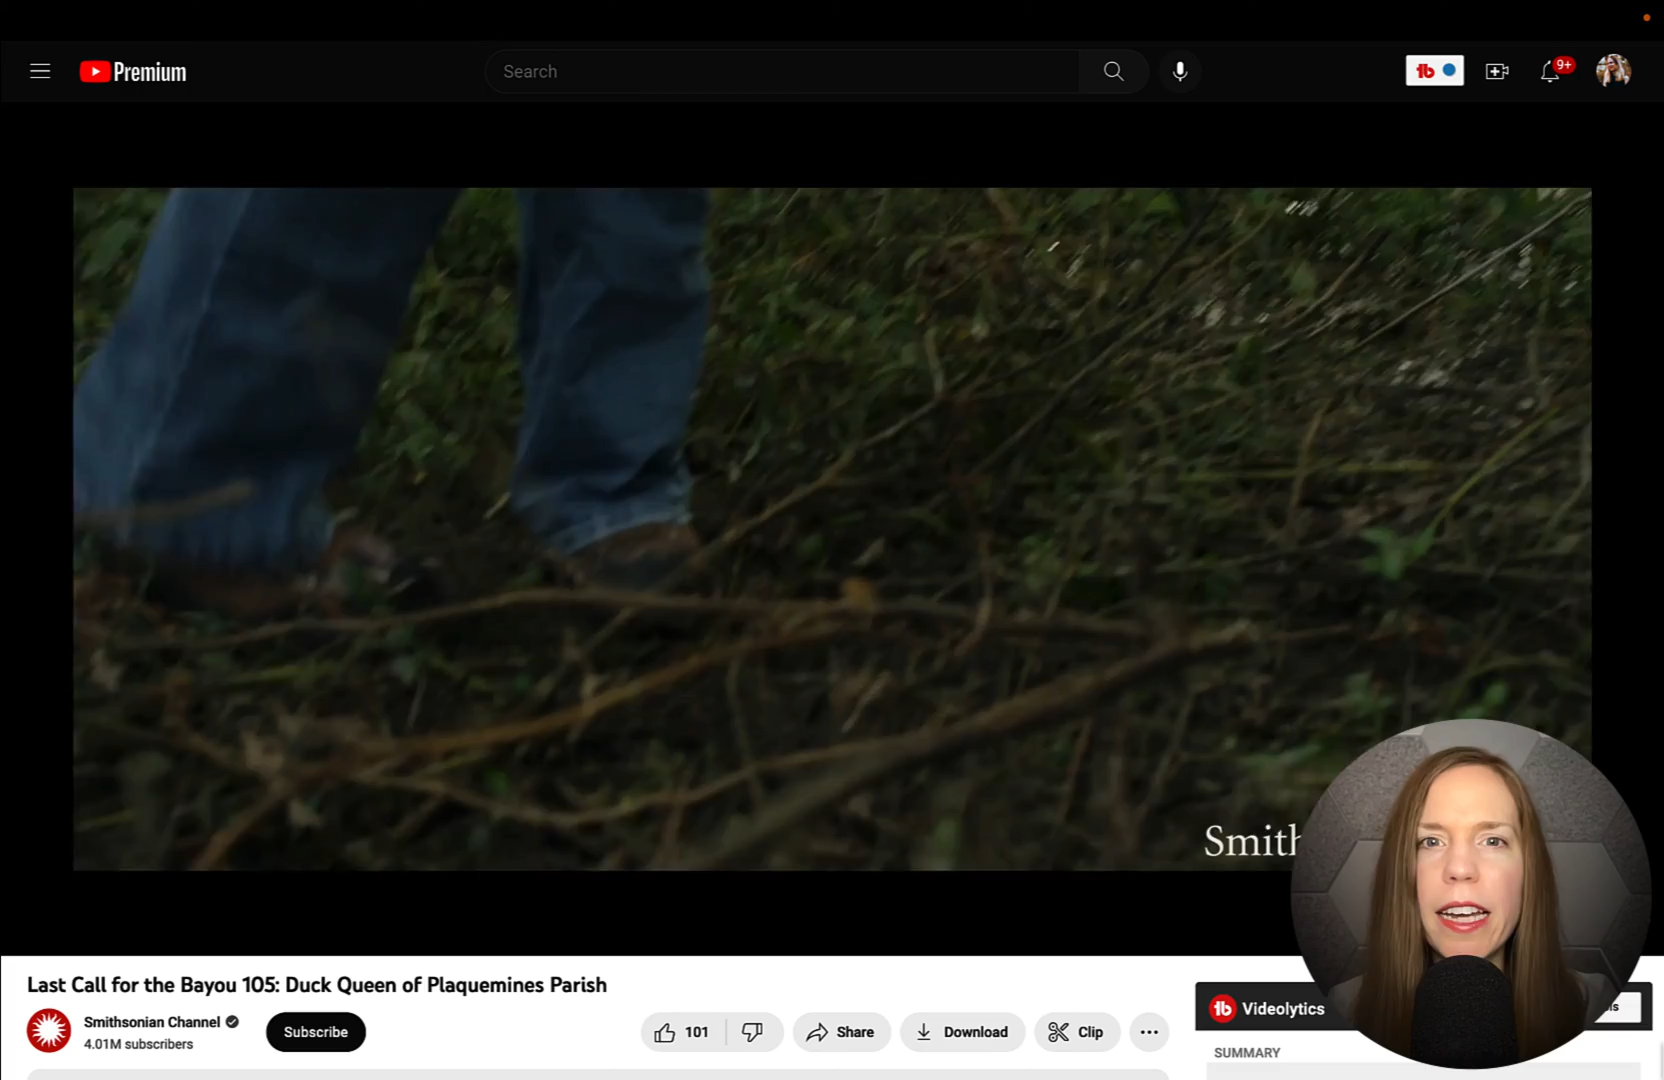 Premium
Search
9+
Smith
Last Call for the Bayou 105: Duck Queen of Plaquemines Parish
Smithsonian Channel
4.01M subscribers
Subscribe
101
Share
Download
Clip
tb Videolytics
SUMMARY